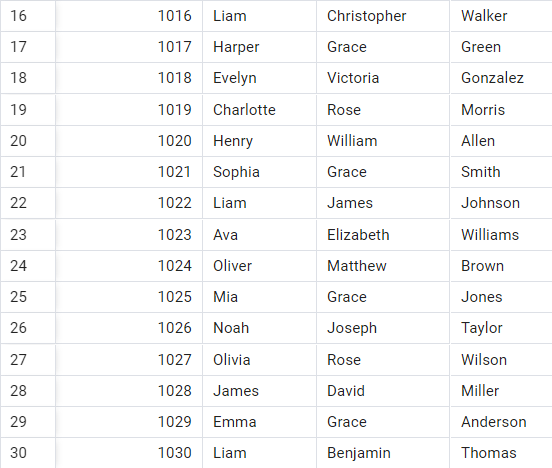 16 1016 Liam Christopher Walker
17 1017 Harper Grace Green
18 1018 Evelyn Victoria Gonzalez
19 1019 Charlotte Rose Morris
20 1020 Henry William Allen
21 1021 Sophia Grace Smith
22 1022 Liam James Johnson
23 1023 Ava Elizabeth Williams
24 1024 Oliver Matthew Brown
25 1025 Mia Grace Jones
26 1026 Noah Joseph Taylor
27 1027 Olivia Rose Wilson
28 1028 James David Miller
29 1029 Emma Grace Anderson
30 1030 Liam Benjamin Thomas